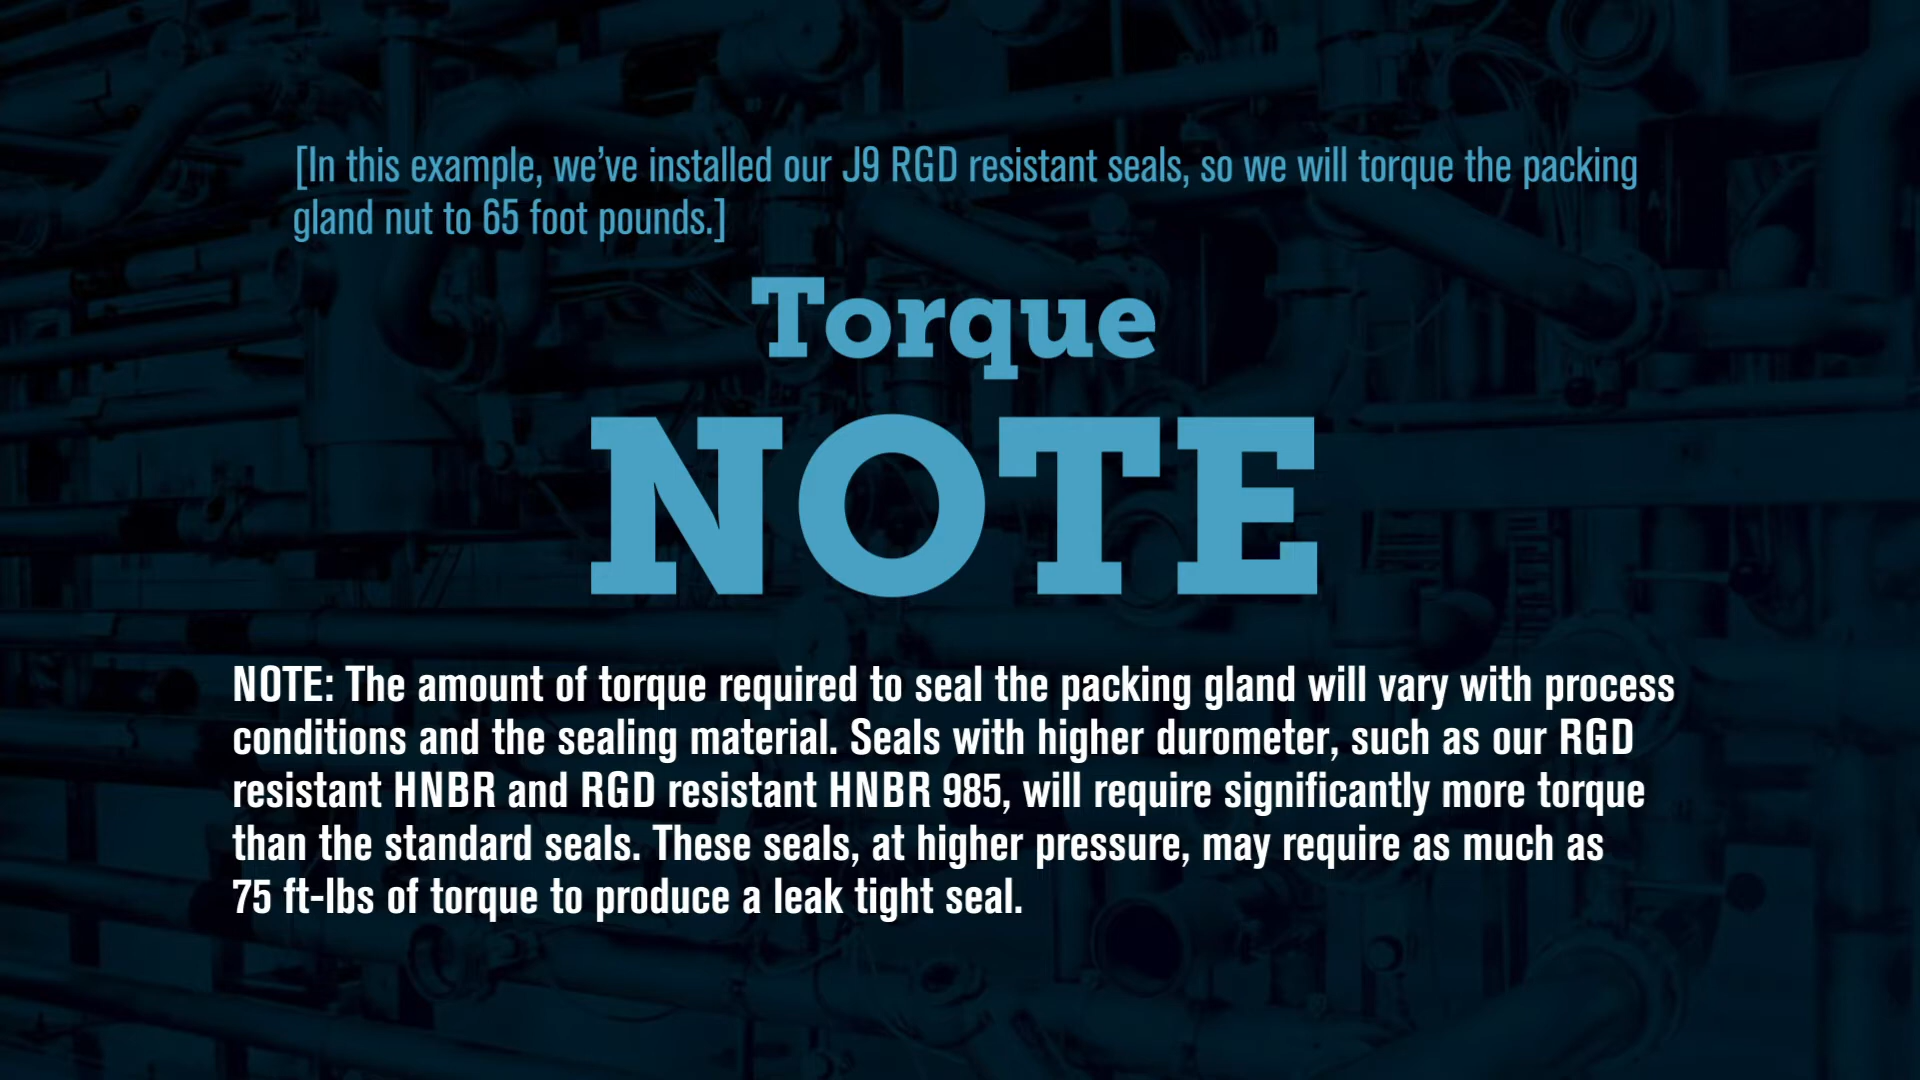 [In this example, we’ve installed our J9 RGD resistant seals, so we will torque the packing
gland nut to 65 foot pounds.]
Torque
NOTE
NOTE: The amount of torque required to seal the packing gland will vary with process
conditions and the sealing material. Seals with higher durometer, such as our RGD
resistant HNBR and RGD resistant HNBR 985, will require significantly more torque
than the standard seals. These seals, at higher pressure, may require as much as
75 ft-lbs of torque to produce a leak tight seal.